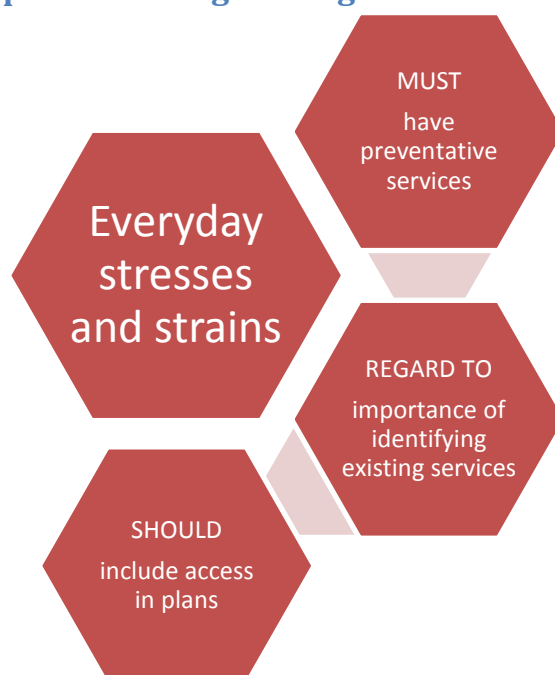 Everyday
stresses
and strains
MUST
have
preventative
services
REGARD TO
importance of
identifying
existing services
SHOULD
include access
in plans